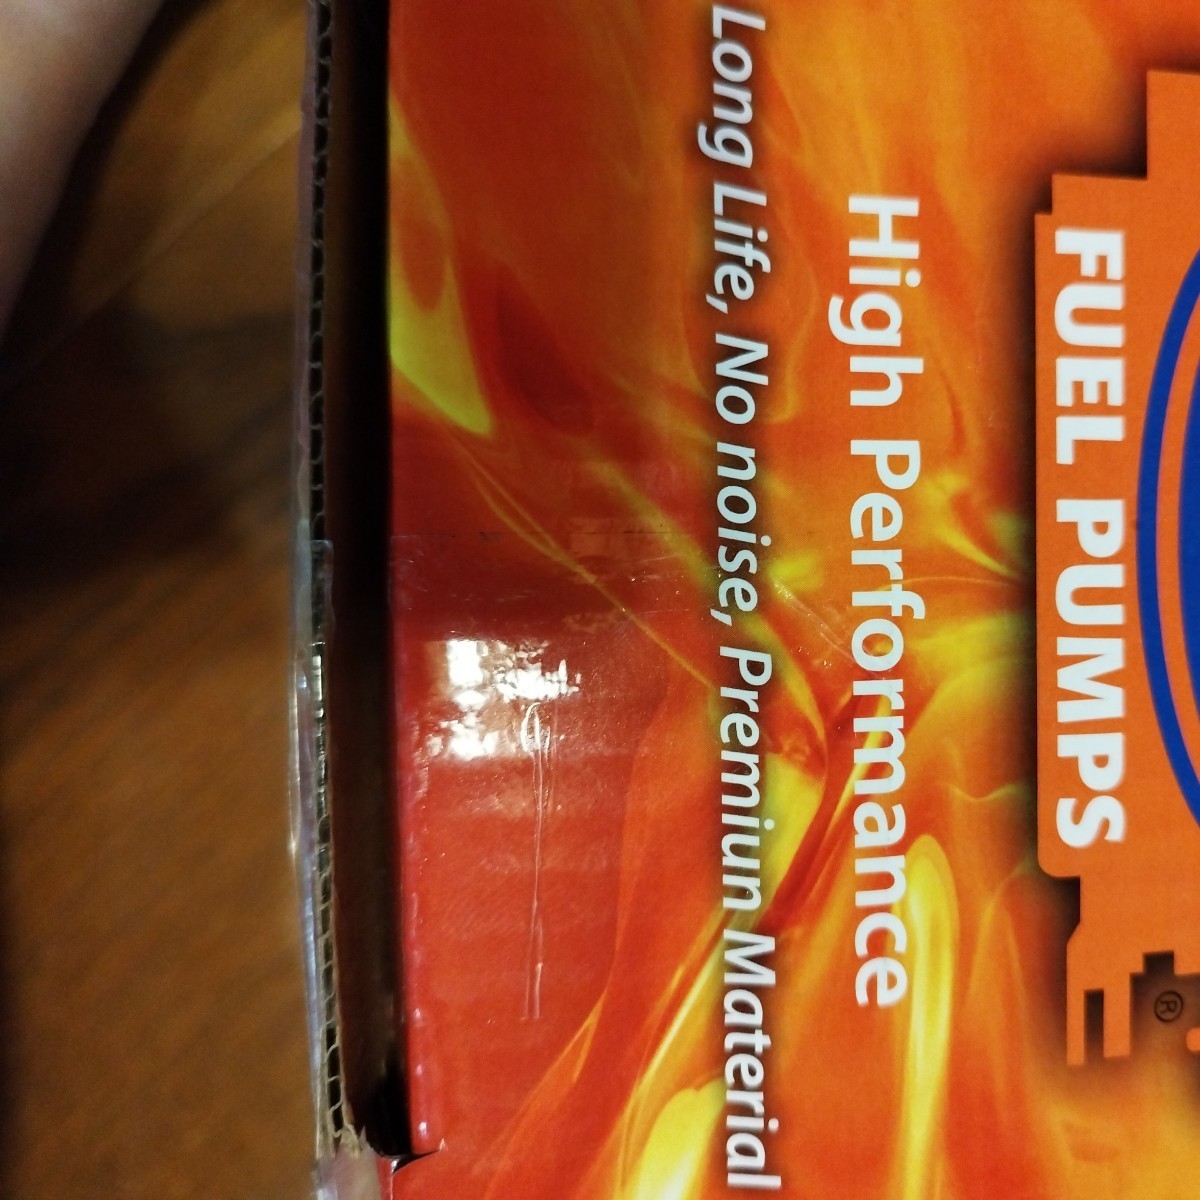 FUEL PUMPS
®
High Performance
Long Life, No noise, Premiun Material